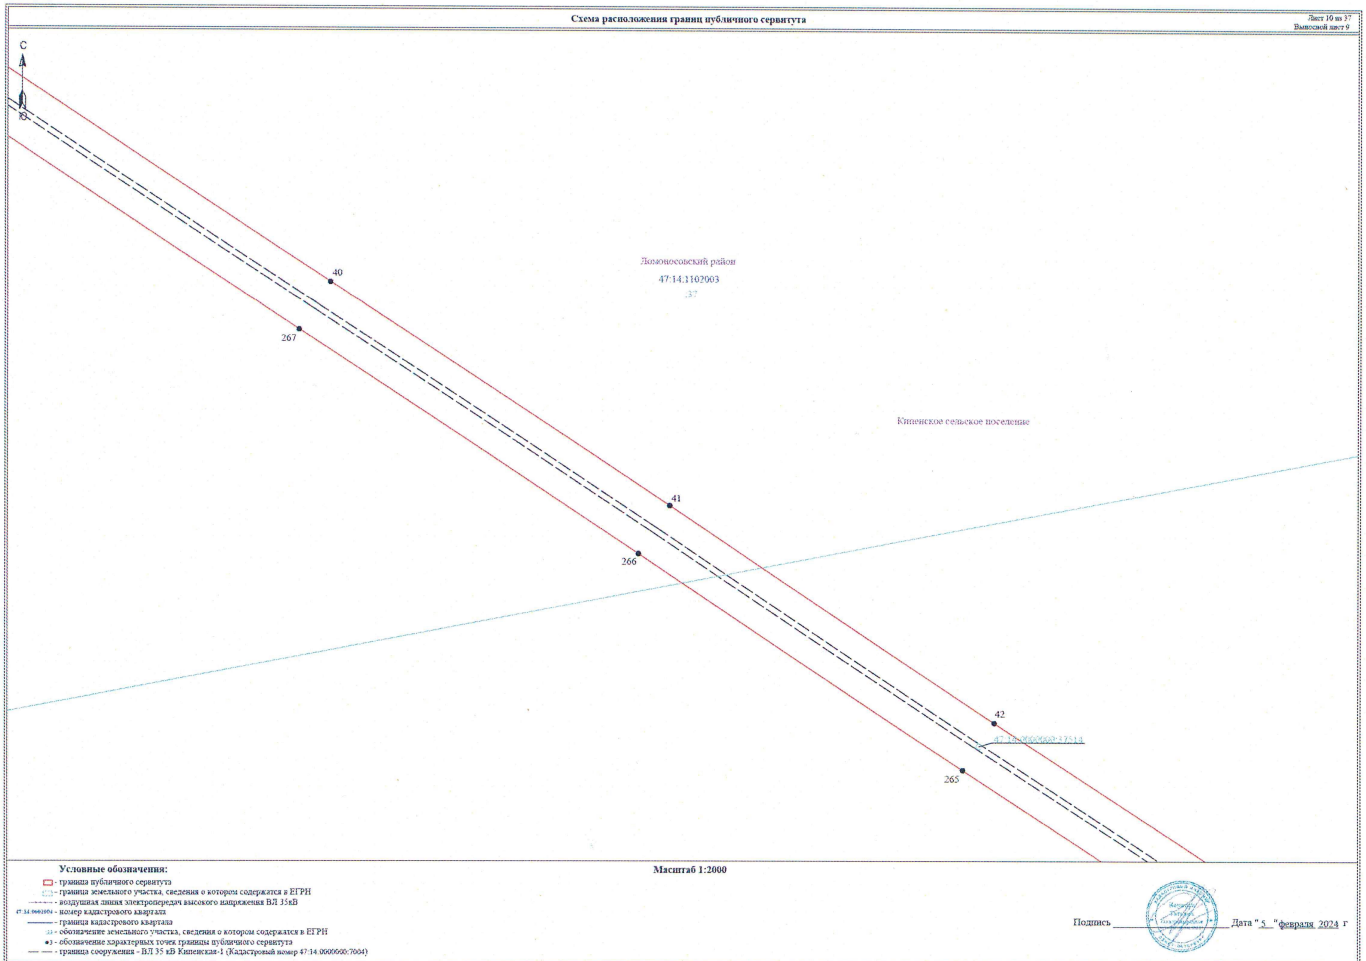 Схема расположения границ публичного сервитута
Лист 10 из 37
Выносной лист 9
С
Ю
40
Ломоносовский район
47:14:1102003
:37
267
Кипенское сельское поселение
41
266
42
265
Условные обозначения:
Масштаб 1:2000
- граница публичного сервитута
- граница земельного участка, сведения о котором содержатся в ЕГРН
- воздушная линия электропередач высокого напряжения ВЛ 35кВ
- номер кадастрового квартала
- граница кадастрового квартала
- обозначение земельного участка, сведения о котором содержатся в ЕГРН
3 - обозначение характерных точек границы публичного сервитута
- граница сооружения - ВЛ 35 кВ Кипенская-1 (Кадастровый номер 47:14:0000000:7004)
Подпись
Дата "5" февраля 2024 г